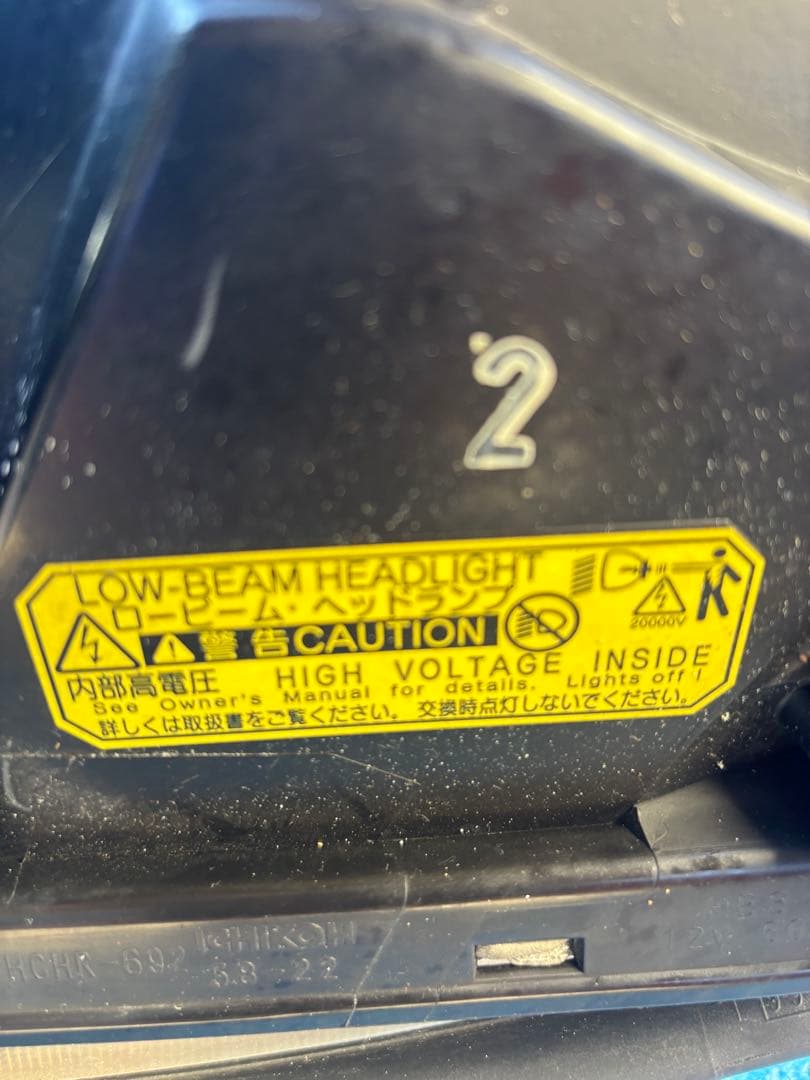 2
LOW-BEAM HEADLIGHT
ロービーム・ヘッドランプ
警告CAUTION
20000V
内部高電圧 HIGH VOLTAGE INSIDE
See Owner's Manual for details. Lights off!
詳しくは取扱書をご覧ください。 交換時点灯しないでください。
58-22
12V